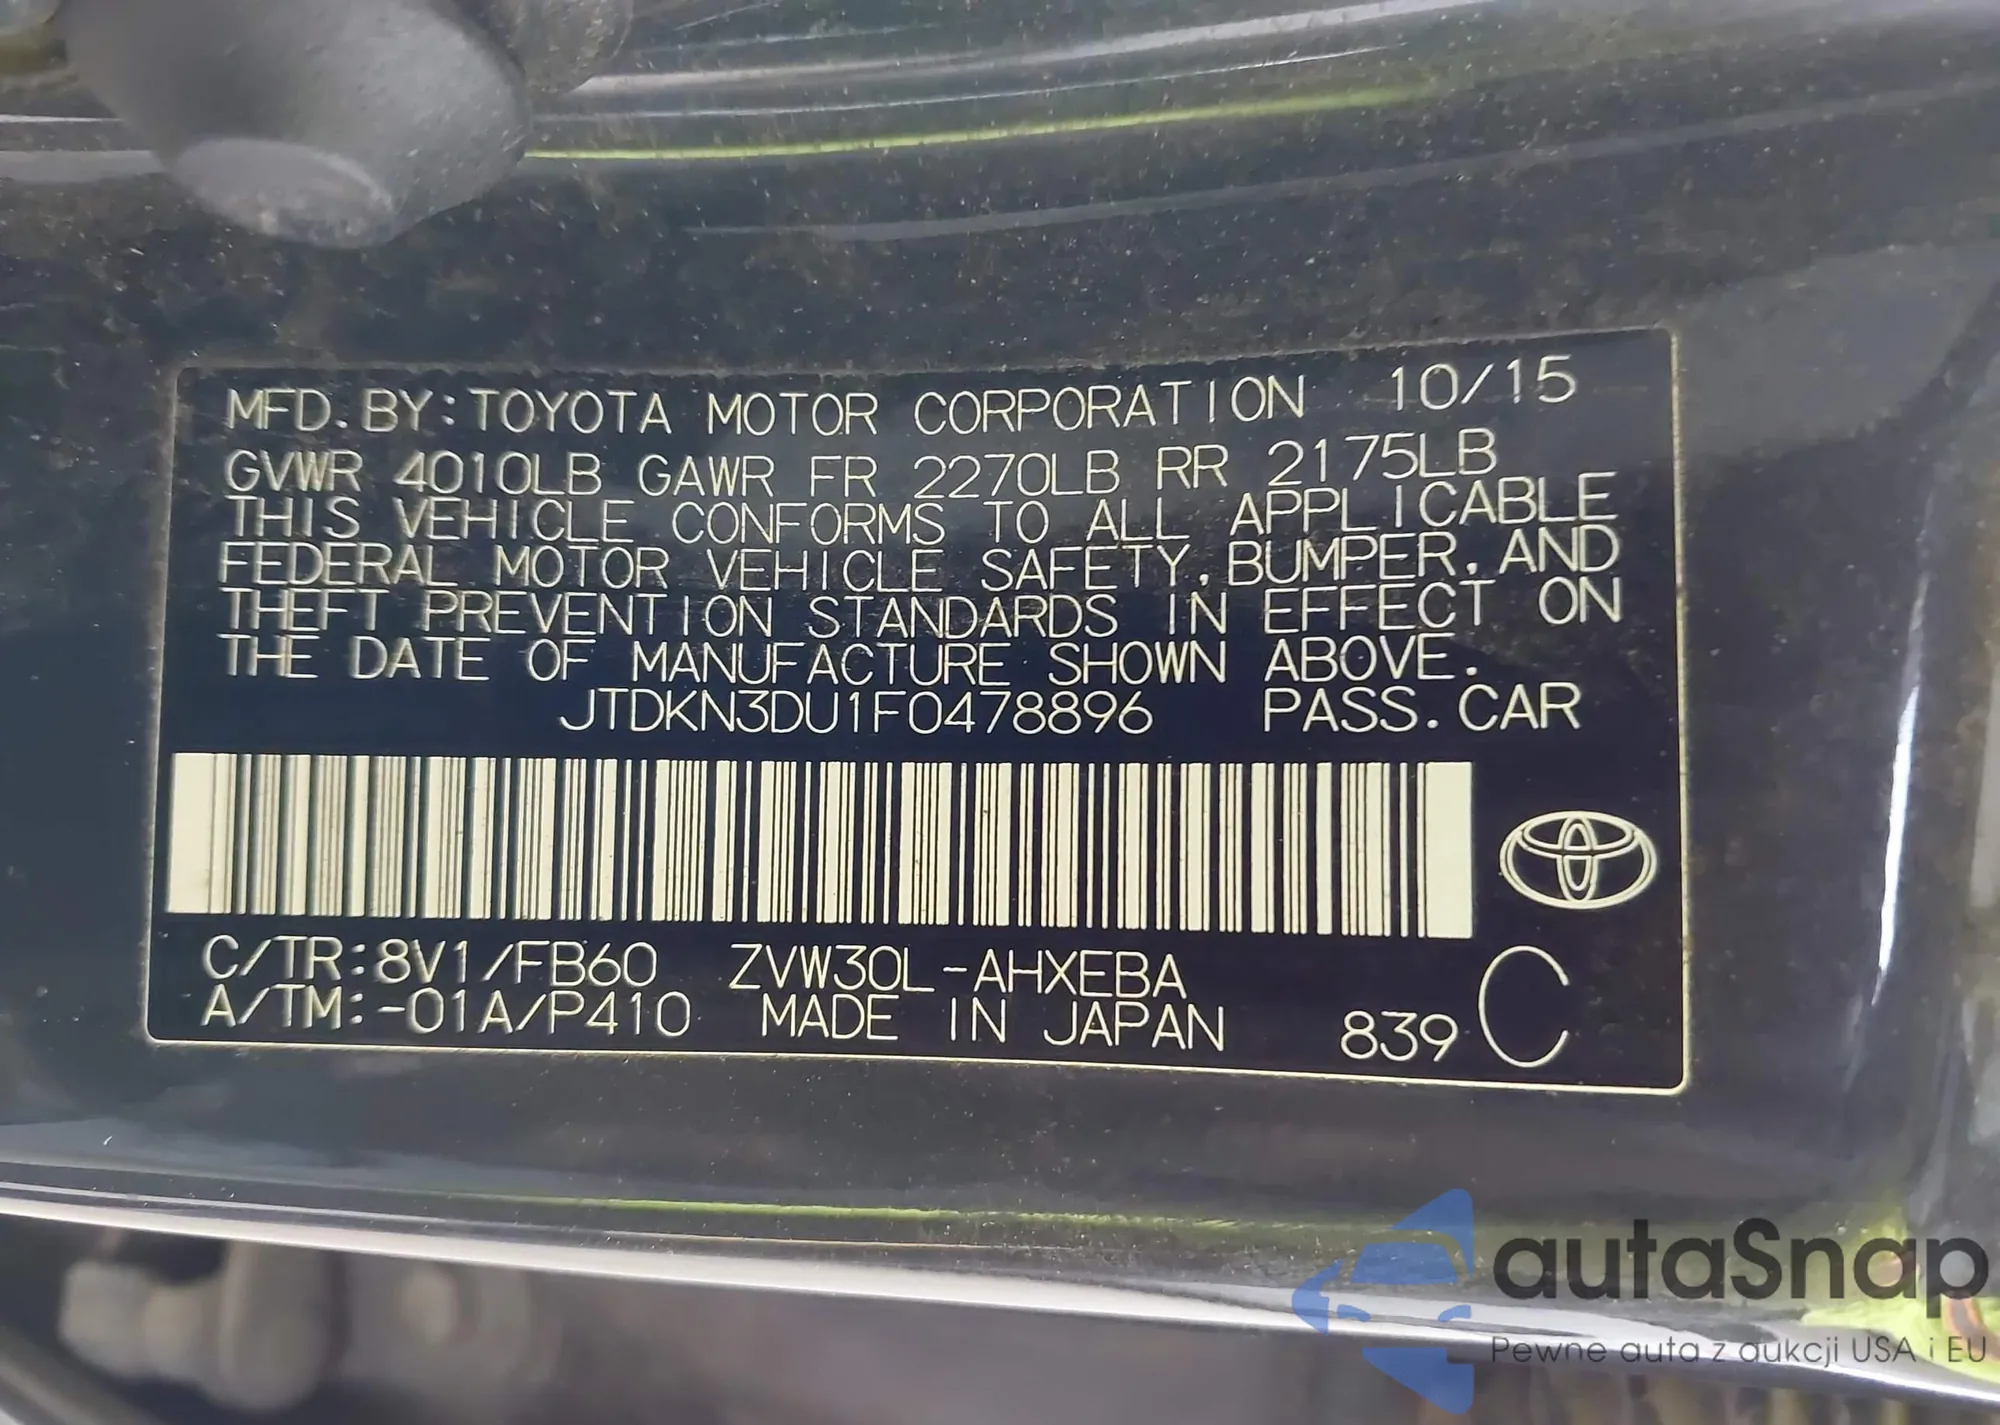 MFD. BY: TOYOTA MOTOR CORPORATION 10/15
GVWR 4010LB GAWR FR 2270LB RR 2175LB
THIS VEHICLE CONFORMS TO ALL APPLICABLE
FEDERAL MOTOR VEHICLE SAFETY, BUMPER, AND
THEFT PREVENTION STANDARDS IN EFFECT ON
THE DATE OF MANUFACTURE SHOWN ABOVE.
JTDKN3DU1F0478896 PASS. CAR
C/TR: 8V1/FB60 ZVW30L-AHXEBA
A/TM: -01A/P410 MADE IN JAPAN 839 C
autaSnap
Pewne auta z aukcji USA i EU